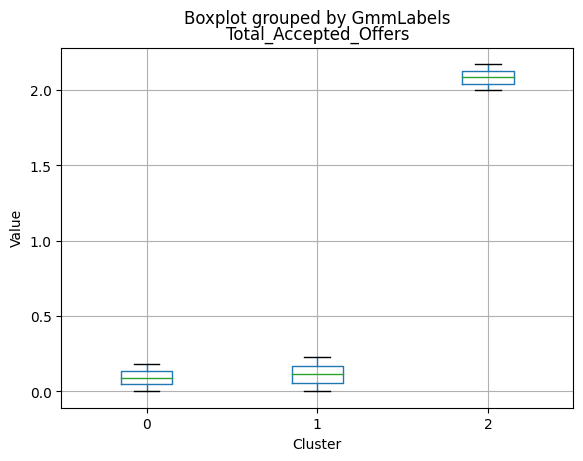 Boxplot grouped by GmmLabels
Total_Accepted_Offers
2.0
1.5
1.0
0.5
0.0
Value
0 1 2
Cluster